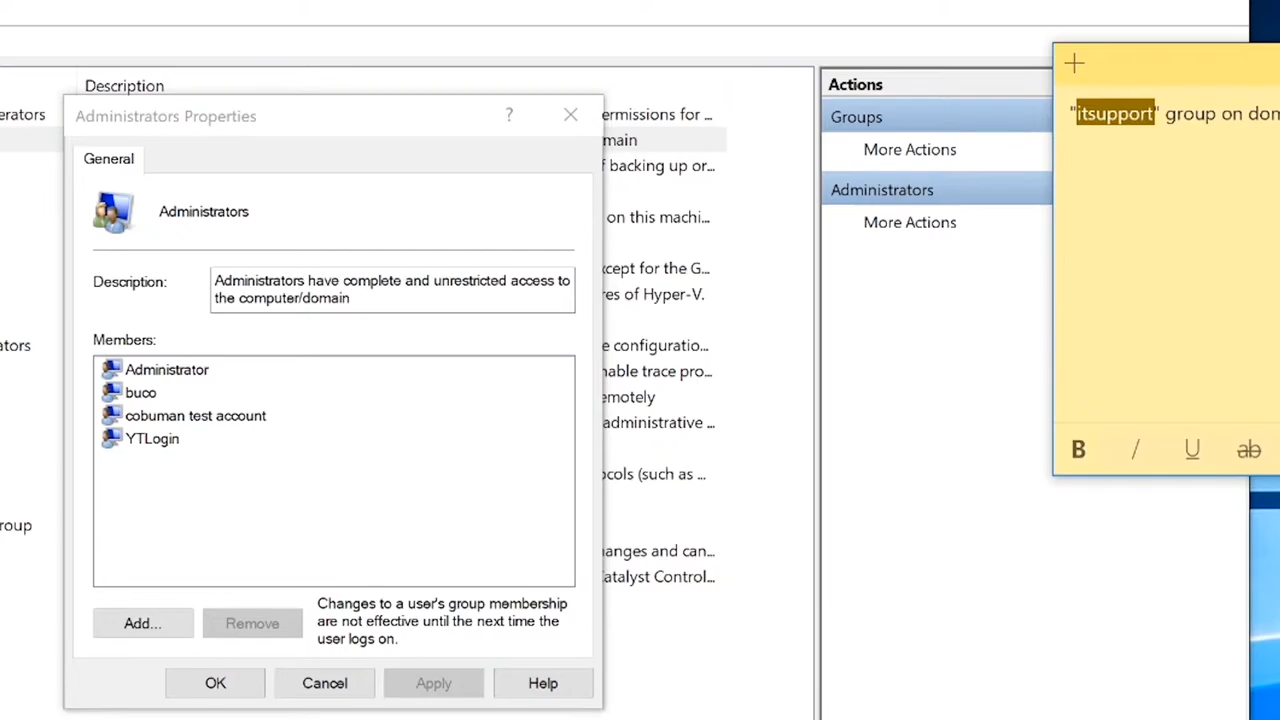 Description
erators
Administrators Properties
?
General
Administrators
Description:
Administrators have complete and unrestricted access to
the computer/domain
Members:
Administrator
buco
cobuman test account
YTLogin
Add...
Remove
Changes to a user's group membership
are not effective until the next time the
user logs on.
OK
Cancel
Apply
Help
ators
roup
ermissions for ...
main
f backing up or...
on this machi...
xcept for the G...
res of Hyper-V.
e configuratio...
nable trace pro...
emotely
administrative ...
ocols (such as ...
anges and can...
atalyst Control...
Actions
Groups
More Actions
Administrators
More Actions
"itsupport" group on dom
B / U ab